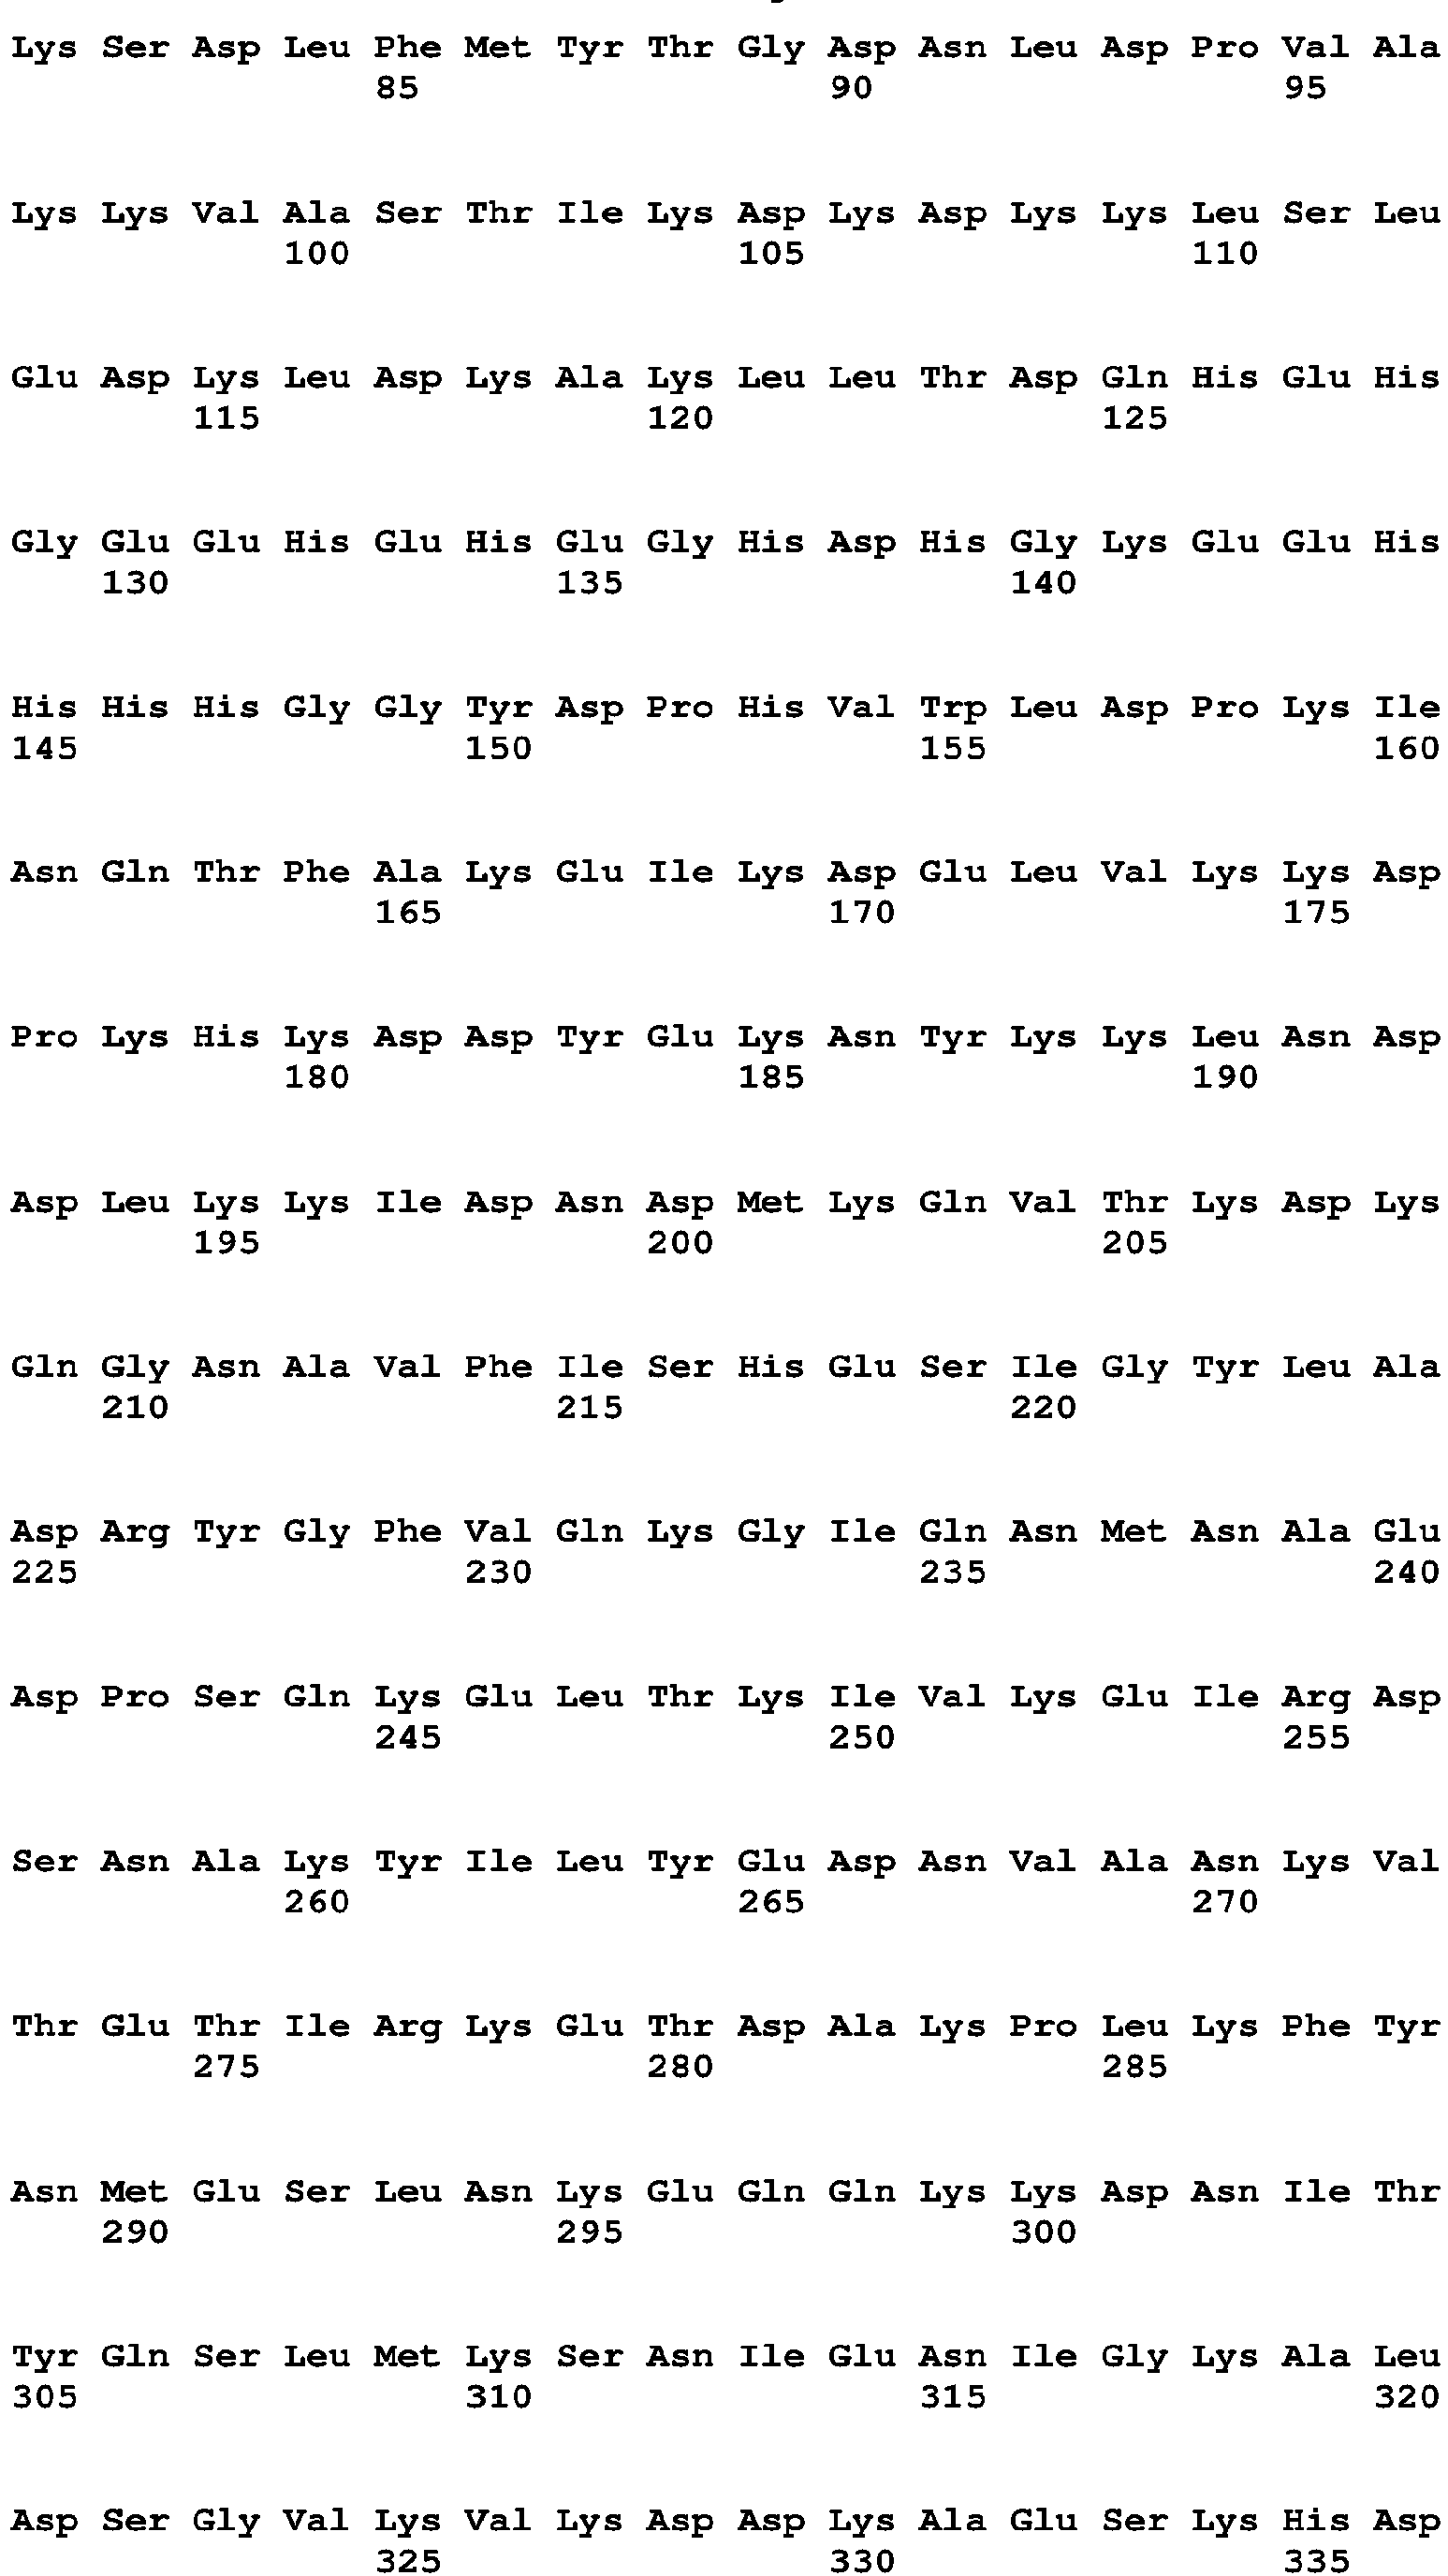 Lys Ser Asp Leu Phe Met Tyr Thr Gly Asp Asn Leu Asp Pro Val Ala
85 90 95
Lys Lys Val Ala Ser Thr Ile Lys Asp Lys Asp Lys Lys Leu Ser Leu
100 105 110
Glu Asp Lys Leu Asp Lys Ala Lys Leu Leu Thr Asp Gln His Glu His
115 120 125
Gly Glu Glu His Glu His Glu Gly His Asp His Gly Lys Glu Glu His
130 135 140
His His His Gly Gly Tyr Asp Pro His Val Trp Leu Asp Pro Lys Ile
145 150 155 160
Asn Gln Thr Phe Ala Lys Glu Ile Lys Asp Glu Leu Val Lys Lys Asp
165 170 175
Pro Lys His Lys Asp Asp Tyr Glu Lys Asn Tyr Lys Lys Leu Asn Asp
180 185 190
Asp Leu Lys Lys Ile Asp Asn Asp Met Lys Gln Val Thr Lys Asp Lys
195 200 205
Gln Gly Asn Ala Val Phe Ile Ser His Glu Ser Ile Gly Tyr Leu Ala
210 215 220
Asp Arg Tyr Gly Phe Val Gln Lys Gly Ile Gln Asn Met Asn Ala Glu
225 230 235 240
Asp Pro Ser Gln Lys Glu Leu Thr Lys Ile Val Lys Glu Ile Arg Asp
245 250 255
Ser Asn Ala Lys Tyr Ile Leu Tyr Glu Asp Asn Val Ala Asn Lys Val
260 265 270
Thr Glu Thr Ile Arg Lys Glu Thr Asp Ala Lys Pro Leu Lys Phe Tyr
275 280 285
Asn Met Glu Ser Leu Asn Lys Glu Gln Gln Lys Lys Asp Asn Ile Thr
290 295 300
Tyr Gln Ser Leu Met Lys Ser Asn Ile Glu Asn Ile Gly Lys Ala Leu
305 310 315 320
Asp Ser Gly Val Lys Val Lys Asp Asp Lys Ala Glu Ser Lys His Asp
325 330 335